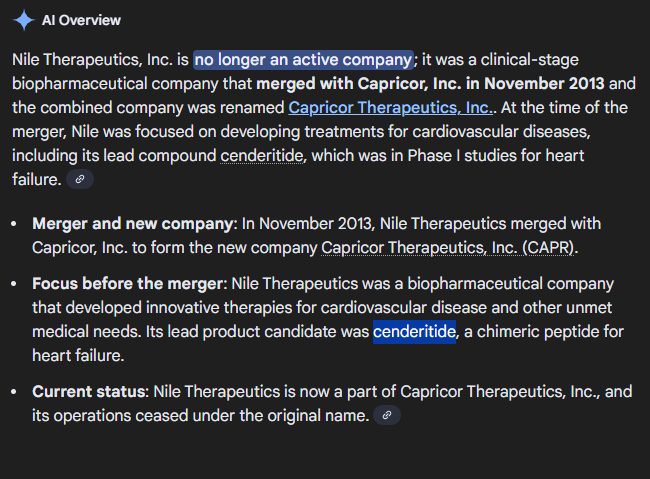 AI Overview
Nile Therapeutics, Inc. is no longer an active company; it was a clinical-stage
biopharmaceutical company that merged with Capricor, Inc. in November 2013 and
the combined company was renamed Capricor Therapeutics, Inc.. At the time of the
merger, Nile was focused on developing treatments for cardiovascular diseases,
including its lead compound cenderitide, which was in Phase I studies for heart
failure.
• Merger and new company: In November 2013, Nile Therapeutics merged with
Capricor, Inc. to form the new company Capricor Therapeutics, Inc. (CAPR).
• Focus before the merger: Nile Therapeutics was a biopharmaceutical company
that developed innovative therapies for cardiovascular disease and other unmet
medical needs. Its lead product candidate was cenderitide, a chimeric peptide for
heart failure.
• Current status: Nile Therapeutics is now a part of Capricor Therapeutics, Inc., and
its operations ceased under the original name.